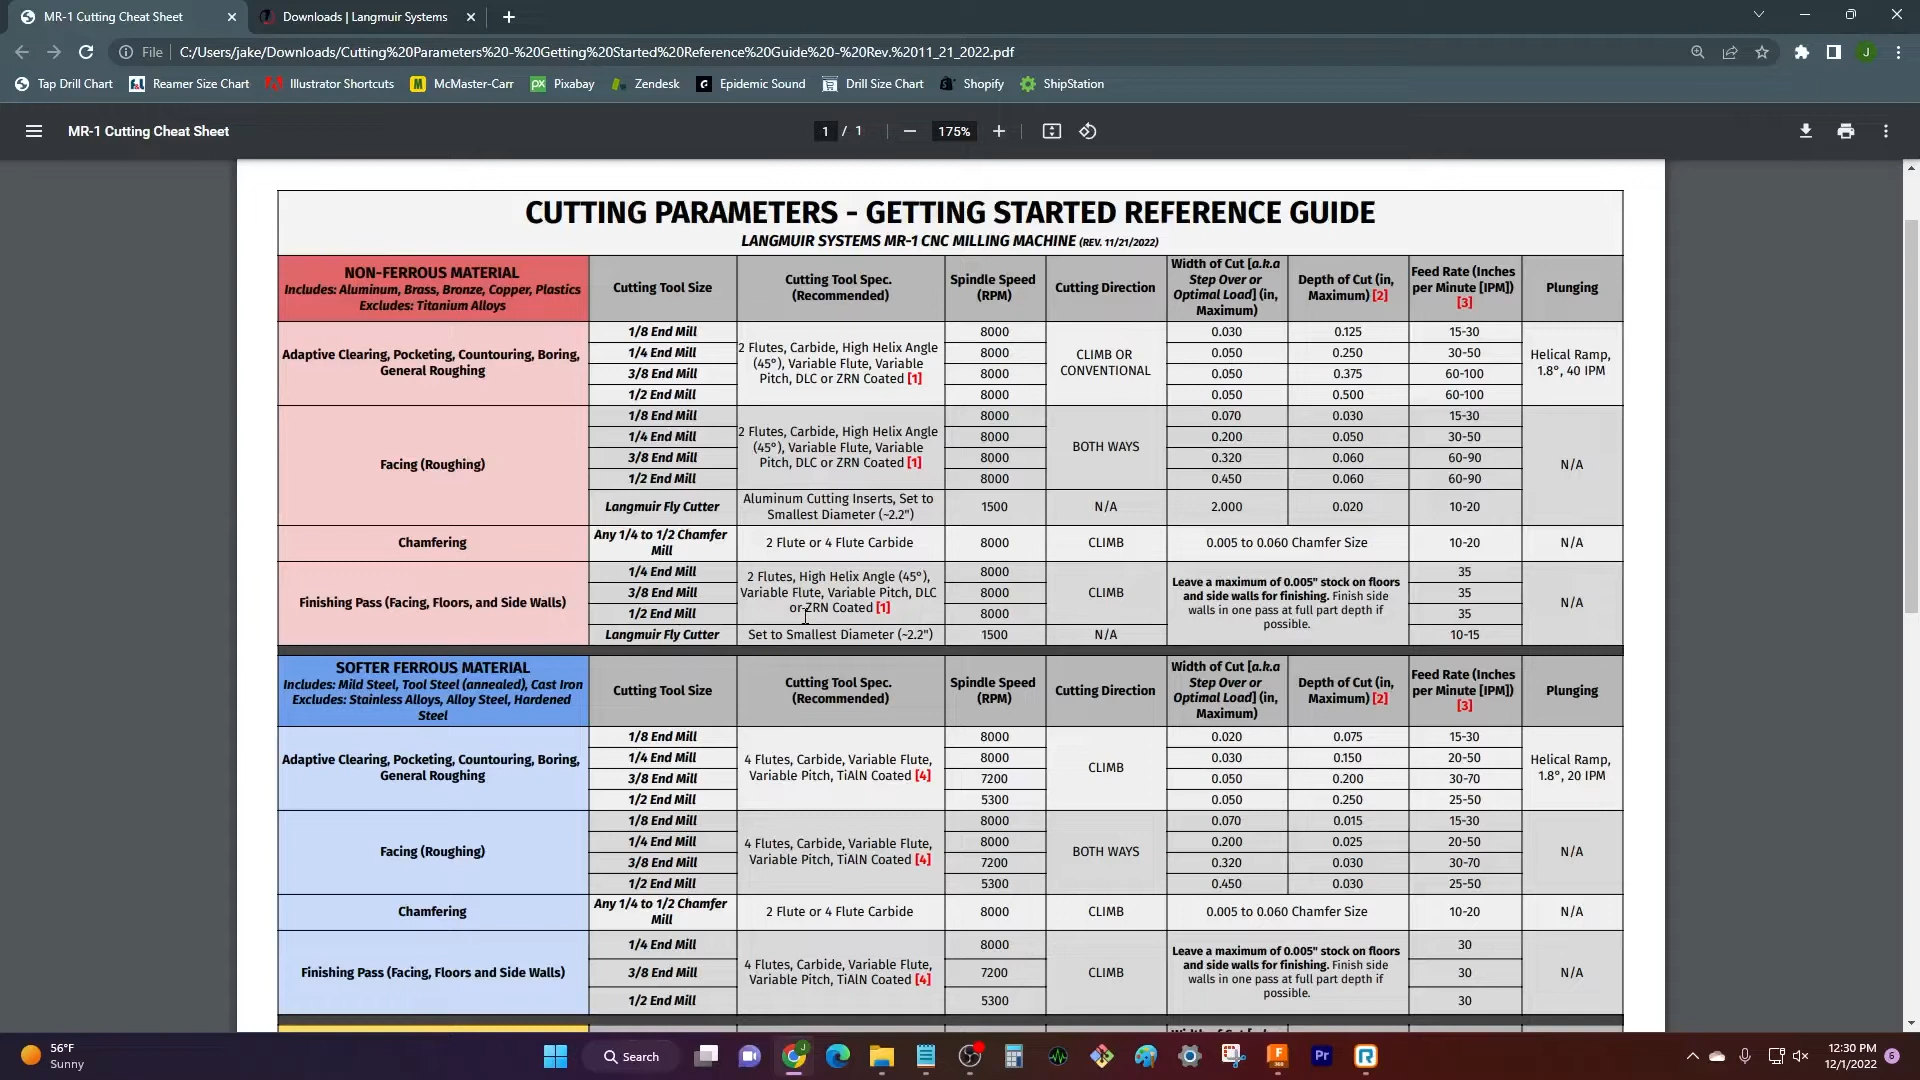 MR-1 Cutting Cheat Sheet
Downloads | Langmuir Systems
File C:/Users/jake/Downloads/Cutting%20Parameters%20-%20Getting%20Started%20Reference%20Guide%20-%20Rev.%2011_21_2022.pdf
J
Tap Drill Chart Reamer Size Chart Illustrator Shortcuts McMaster-Carr Pixabay Zendesk Epidemic Sound Drill Size Chart Shopify ShipStation
MR-1 Cutting Cheat Sheet 1 / 1 175%
CUTTING PARAMETERS - GETTING STARTED REFERENCE GUIDE
LANGMUIR SYSTEMS MR-1 CNC MILLING MACHINE (REV. 11/21/2022)
NON-FERROUS MATERIAL
Includes: Aluminum, Brass, Bronze, Copper, Plastics
Excludes: Titanium Alloys
Cutting Tool Size
Cutting Tool Spec.
(Recommended)
Spindle Speed
(RPM)
Cutting Direction
Width of Cut [a.k.a
Step Over or
Optimal Load] (in,
Maximum)
Depth of Cut (in,
Maximum) [2]
Feed Rate (Inches
per Minute [IPM])
[3]
Plunging
Adaptive Clearing, Pocketing, Countouring, Boring,
General Roughing
1/8 End Mill 8000 0.030 0.125 15-30
1/4 End Mill 8000 0.050 0.250 30-50
3/8 End Mill 8000 0.050 0.375 60-100
1/2 End Mill 8000 0.050 0.500 60-100
2 Flutes, Carbide, High Helix Angle
(45°), Variable Flute, Variable
Pitch, DLC or ZRN Coated [1]
CLIMB OR
CONVENTIONAL
Helical Ramp,
1.8°, 40 IPM
Facing (Roughing)
1/8 End Mill 8000 0.070 0.030 15-30
1/4 End Mill 8000 0.200 0.050 30-50
3/8 End Mill 8000 0.320 0.060 60-90
1/2 End Mill 8000 0.450 0.060 60-90
2 Flutes, Carbide, High Helix Angle
(45°), Variable Flute, Variable
Pitch, DLC or ZRN Coated [1]
BOTH WAYS
N/A
Langmuir Fly Cutter
Aluminum Cutting Inserts, Set to
Smallest Diameter (~2.2")
1500 N/A 2.000 0.020 10-20
Chamfering
Any 1/4 to 1/2 Chamfer
Mill
2 Flute or 4 Flute Carbide 8000 CLIMB 0.005 to 0.060 Chamfer Size 10-20 N/A
Finishing Pass (Facing, Floors, and Side Walls)
1/4 End Mill 8000 35
3/8 End Mill 8000 35
1/2 End Mill 8000 35
2 Flutes, High Helix Angle (45°),
Variable Flute, Variable Pitch, DLC
or ZRN Coated [1]
CLIMB
Leave a maximum of 0.005" stock on floors
and side walls for finishing. Finish side
walls in one pass at full part depth if
possible.
N/A
Langmuir Fly Cutter Set to Smallest Diameter (~2.2") 1500 N/A 10-15
SOFTER FERROUS MATERIAL
Includes: Mild Steel, Tool Steel (annealed), Cast Iron
Excludes: Stainless Alloys, Alloy Steel, Hardened
Steel
Cutting Tool Size
Cutting Tool Spec.
(Recommended)
Spindle Speed
(RPM)
Cutting Direction
Width of Cut [a.k.a
Step Over or
Optimal Load] (in,
Maximum)
Depth of Cut (in,
Maximum) [2]
Feed Rate (Inches
per Minute [IPM])
[3]
Plunging
Adaptive Clearing, Pocketing, Countouring, Boring,
General Roughing
1/8 End Mill 8000 0.020 0.075 15-30
1/4 End Mill 8000 0.030 0.150 20-50
3/8 End Mill 7200 0.050 0.200 30-70
1/2 End Mill 5300 0.050 0.250 25-50
4 Flutes, Carbide, Variable Flute,
Variable Pitch, TiAlN Coated [4]
CLIMB
Helical Ramp,
1.8°, 20 IPM
Facing (Roughing)
1/8 End Mill 8000 0.070 0.015 15-30
1/4 End Mill 8000 0.200 0.025 20-50
3/8 End Mill 7200 0.320 0.030 30-70
1/2 End Mill 5300 0.450 0.030 25-50
4 Flutes, Carbide, Variable Flute,
Variable Pitch, TiAlN Coated [4]
BOTH WAYS
N/A
Chamfering
Any 1/4 to 1/2 Chamfer
Mill
2 Flute or 4 Flute Carbide 8000 CLIMB 0.005 to 0.060 Chamfer Size 10-20 N/A
Finishing Pass (Facing, Floors and Side Walls)
1/4 End Mill 8000 30
3/8 End Mill 7200 30
1/2 End Mill 5300 30
4 Flutes, Carbide, Variable Flute,
Variable Pitch, TiAlN Coated [4]
CLIMB
Leave a maximum of 0.005" stock on floors
and side walls for finishing. Finish side
walls in one pass at full part depth if
possible.
N/A
56°F
Sunny
Search
Pr
12:30 PM
12/1/2022
6